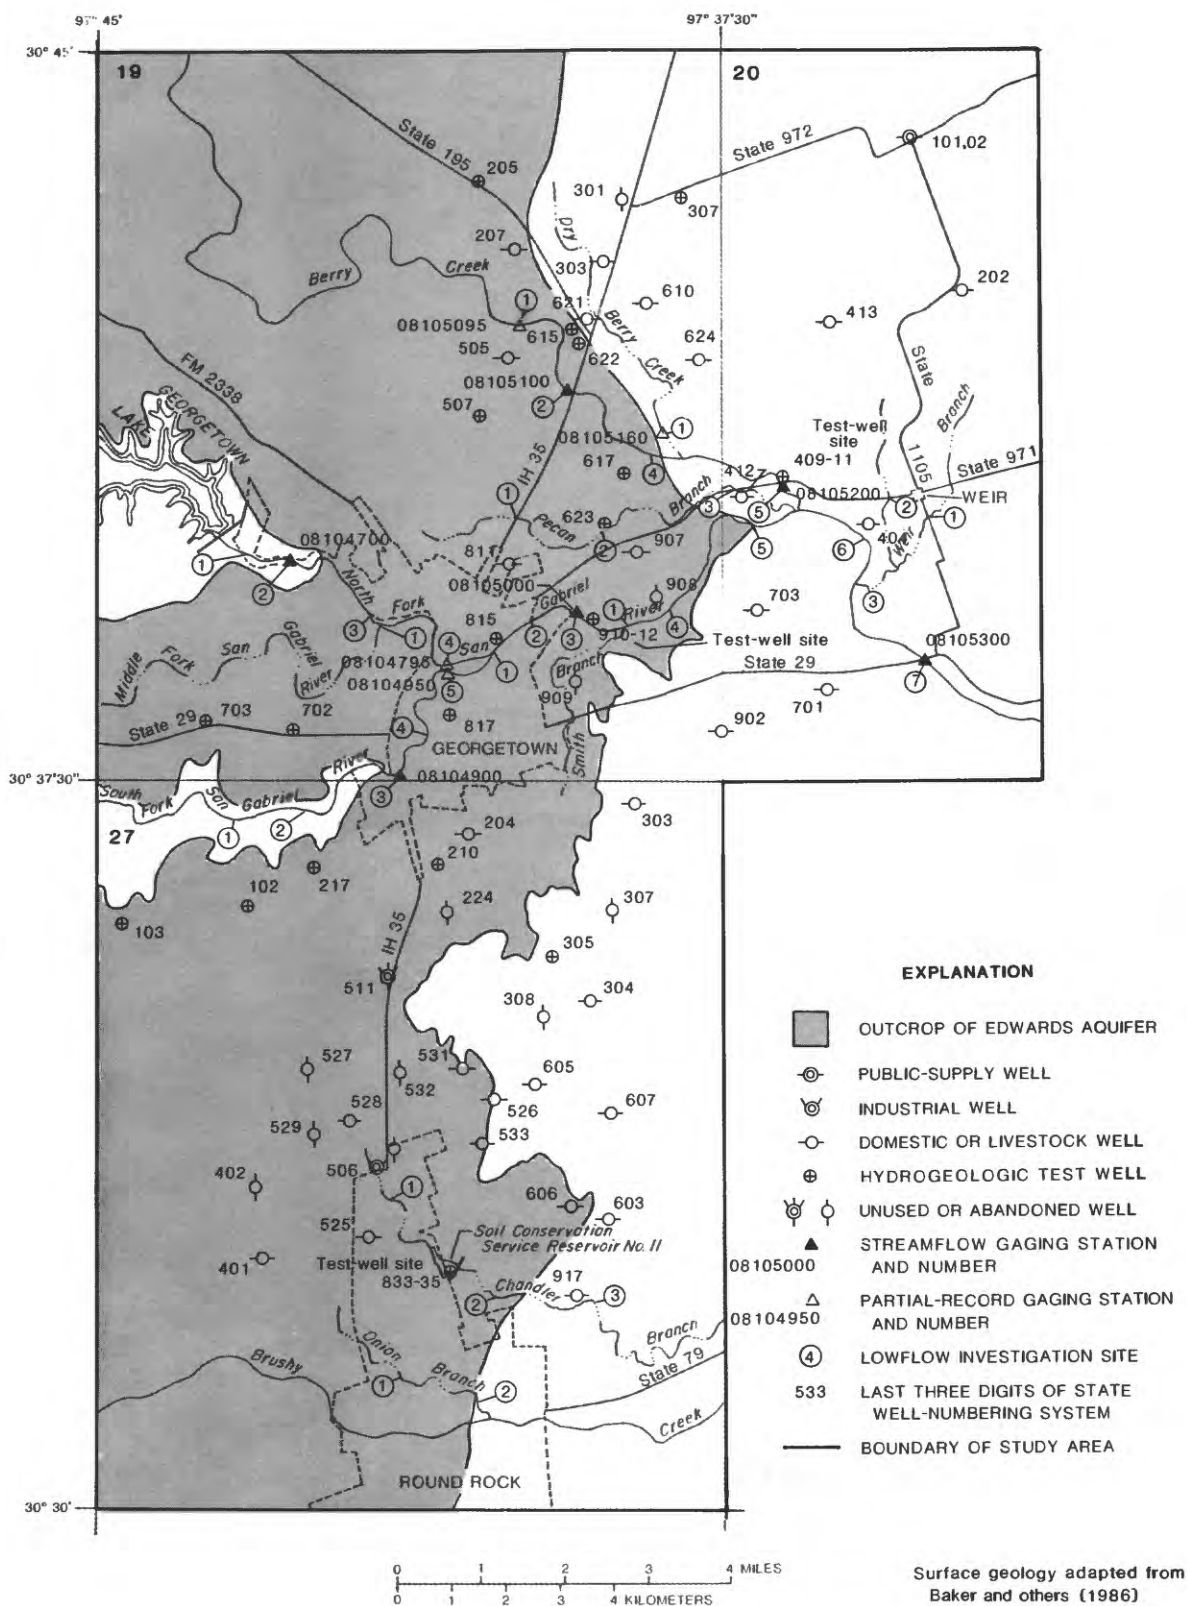 97° 45'
97° 37'30"
30° 45'
19
20
State 195
205
State 972
101,02
301
307
Dry
207
303
Berry Creek
202
1
621
610
413
08105095
615
Berry
624
505
622
Creek
State
08105100
FM 2338
LAKE GEORGETOWN
507
2
Branch
08105160
1
Test-well site
IH 35
617
4
412
409-11
1105
State 971
1
Branch
08105200
WEIR
Pecan
623
3
5
2
1
08104700
811
2
907
5
6
Well
1
2
North
08105000
Gabriel
908
703
3
Fork
1
River
3
1
815
2
3
910-12
4
08105300
Middle Fork San Gabriel River
4
San
Test-well site
08104795
State 29
08104950
1
Branch
5
909
701
7
State 29
703
702
817
902
4
GEORGETOWN
Smith
30° 37'30"
River
08104900
South Fork San Gabriel
3
303
27
1
2
204
210
217
102
224
307
103
IH 35
305
511
304
308
527
531
605
532
528
526
607
529
533
506
402
1
606
603
525
Soil Conservation
Service Reservoir No. 11
401
Test-well site
833-35
917
2
Chandler
3
Onion
Branch
Brushy
State 79
1
Branch
2
Creek
ROUND ROCK
30° 30'
EXPLANATION
OUTCROP OF EDWARDS AQUIFER
PUBLIC-SUPPLY WELL
INDUSTRIAL WELL
DOMESTIC OR LIVESTOCK WELL
HYDROGEOLOGIC TEST WELL
UNUSED OR ABANDONED WELL
STREAMFLOW GAGING STATION
08105000 AND NUMBER
PARTIAL-RECORD GAGING STATION
08104950 AND NUMBER
4 LOWFLOW INVESTIGATION SITE
533 LAST THREE DIGITS OF STATE
WELL-NUMBERING SYSTEM
BOUNDARY OF STUDY AREA
0 1 2 3 4 MILES
0 1 2 3 4 KILOMETERS
Surface geology adapted from
Baker and others (1986)